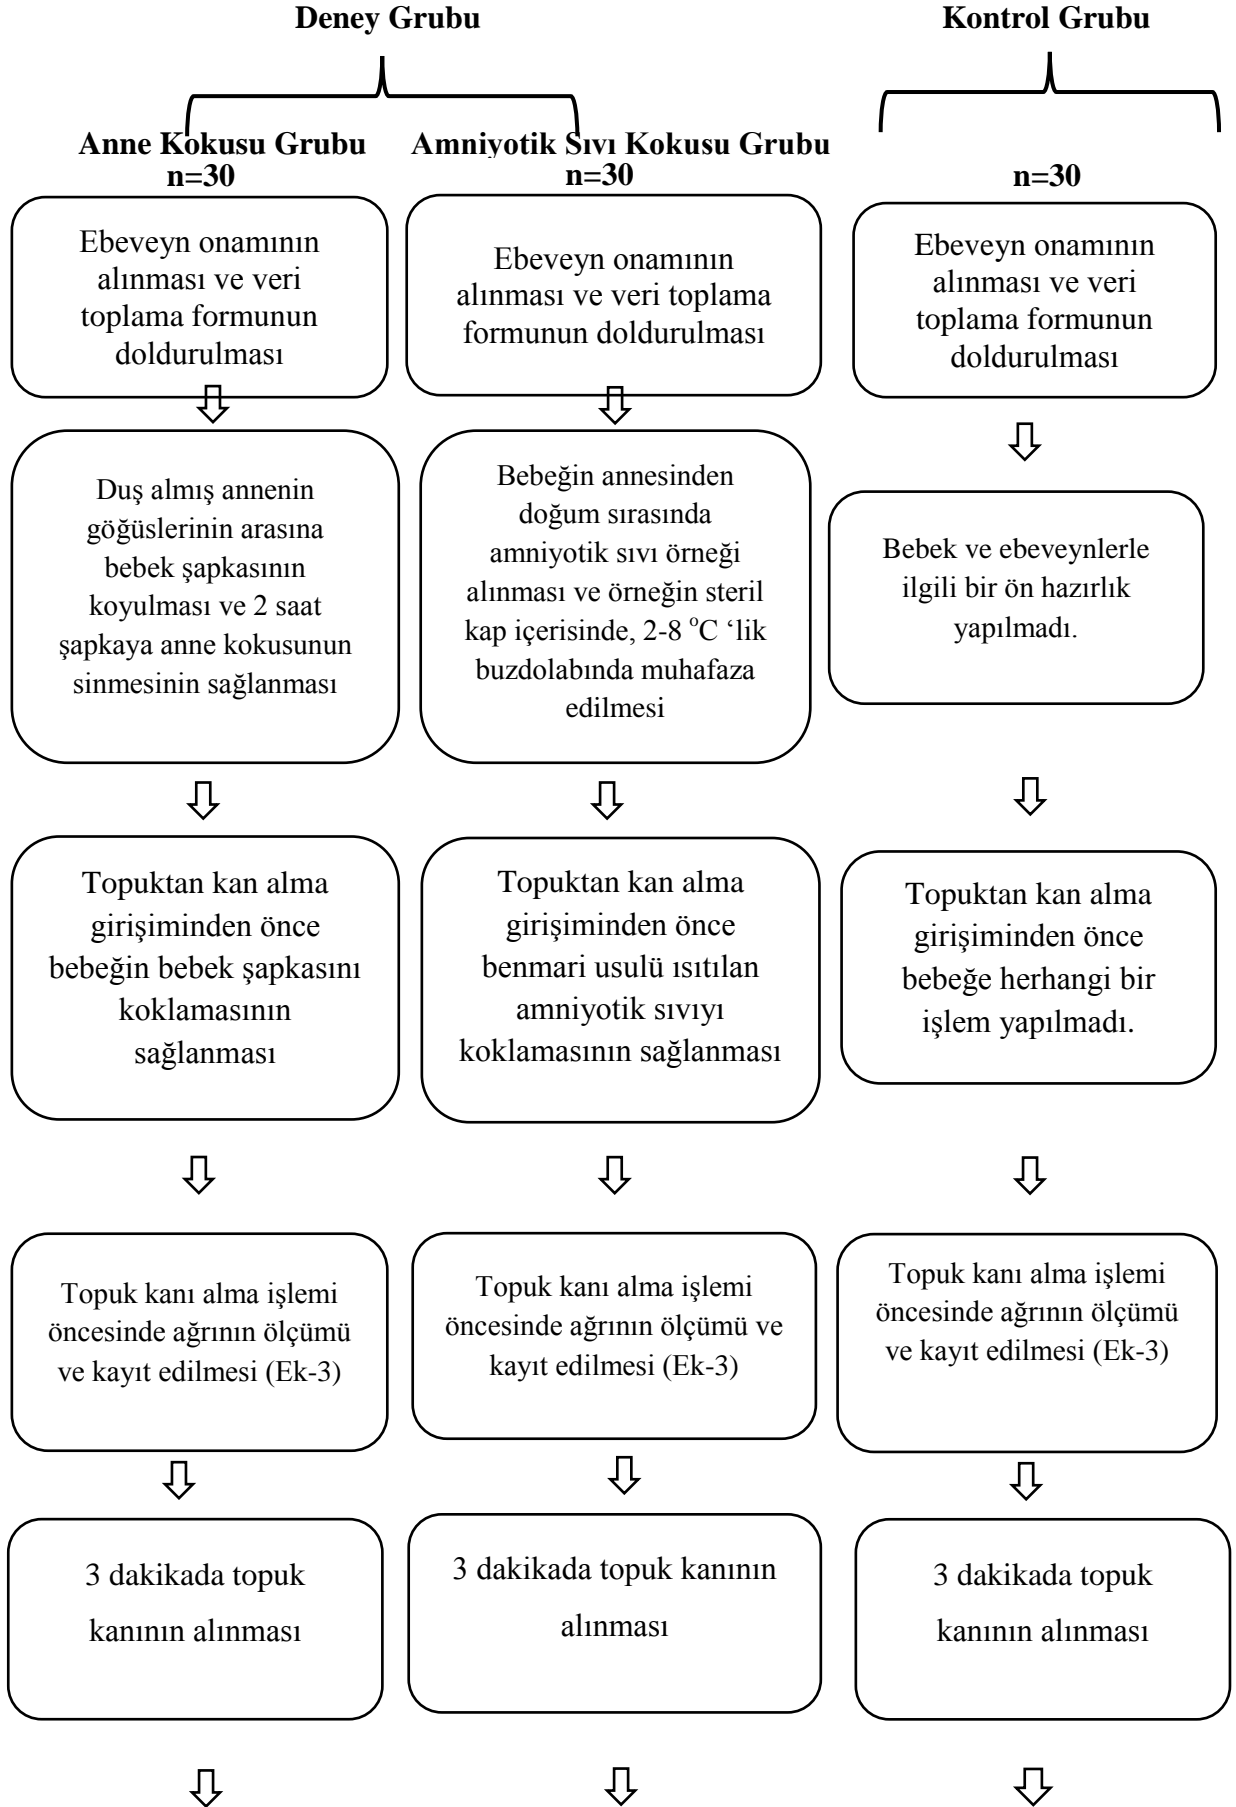 Deney Grubu
Kontrol Grubu
Anne Kokusu Grubu
n=30
Amniyotik Sıvı Kokusu Grubu
n=30
n=30
Ebeveyn onamının
alınması ve veri
toplama formunun
doldurulması
Ebeveyn onamının
alınması ve veri toplama
formunun doldurulması
Ebeveyn onamının
alınması ve veri
toplama formunun
doldurulması
Duş almış annenin
göğüslerinin arasına
bebek şapkasının
koyulması ve 2 saat
şapkaya anne kokusunun
sinmesinin sağlanması
Bebeğin annesinden
doğum sırasında
amniyotik sıvı örneği
alınması ve örneğin steril
kap içerisinde, 2-8 °C ‘lik
buzdolabında muhafaza
edilmesi
Bebek ve ebeveynlerle
ilgili bir ön hazırlık
yapılmadı.
Topuktan kan alma
girişiminden önce
bebeğin bebek şapkasını
koklamasının
sağlanması
Topuktan kan alma
girişiminden önce
benmari usulü ısıtılan
amniyotik sıvıyı
koklamasının sağlanması
Topuktan kan alma
girişiminden önce
bebeğe herhangi bir
işlem yapılmadı.
Topuk kanı alma işlemi
öncesinde ağrının ölçümü
ve kayıt edilmesi (Ek-3)
Topuk kanı alma işlemi
öncesinde ağrının ölçümü ve
kayıt edilmesi (Ek-3)
Topuk kanı alma işlemi
öncesinde ağrının ölçümü
ve kayıt edilmesi (Ek-3)
3 dakikada topuk
kanının alınması
3 dakikada topuk kanının
alınması
3 dakikada topuk
kanının alınması